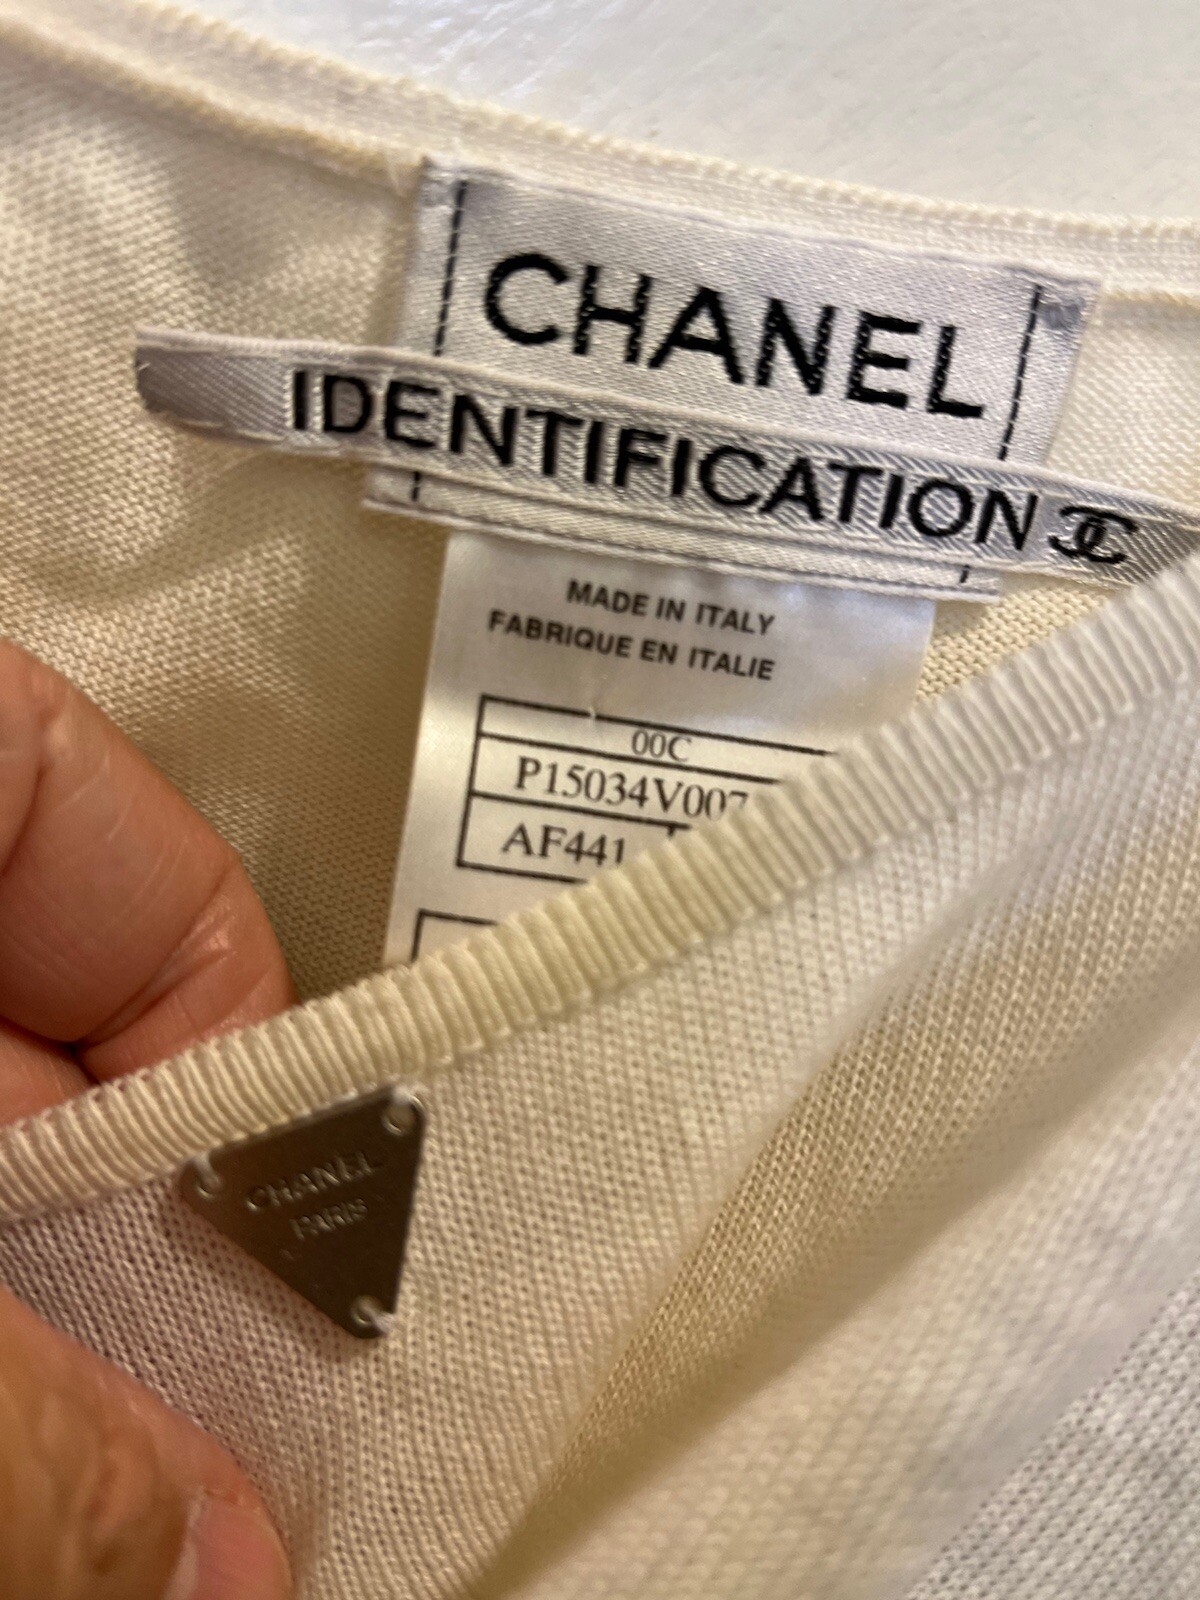 CHANEL
IDENTIFICATION
MADE IN ITALY
FABRIQUE EN ITALIE
00C
P15034V007
AF441
CHANEL
PARIS